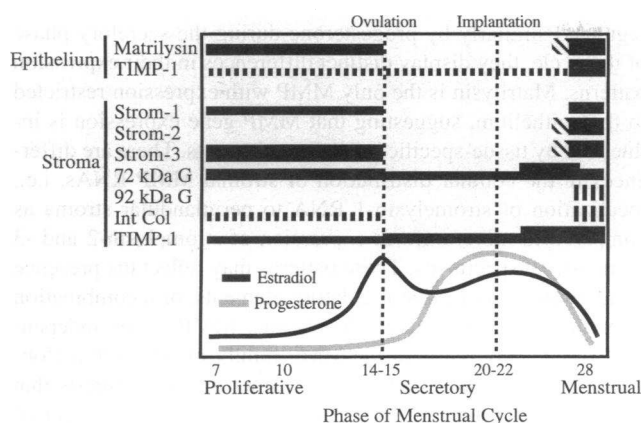 Ovulation Implantation
Epithelium
Matrilysin
TIMP-1
Stroma
Strom-1
Strom-2
Strom-3
72 kDa G
92 kDa G
Int Col
TIMP-1
Estradiol
Progesterone
7 10 14-15 20-22 28
Proliferative Secretory Menstrual
Phase of Menstrual Cycle